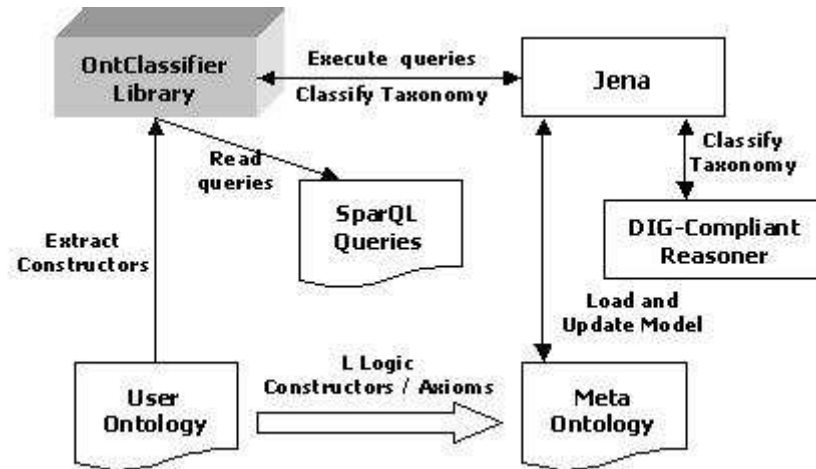 OntClassifier
Library
Execute queries
Classify Taxonomy
Jena
Read
queries
Classify
Taxonomy
SparQL
Queries
DIG-Compliant
Reasoner
Extract
Constructors
Load and
Update Model
L Logic
Constructors / Axioms
User
Ontology
Meta
Ontology